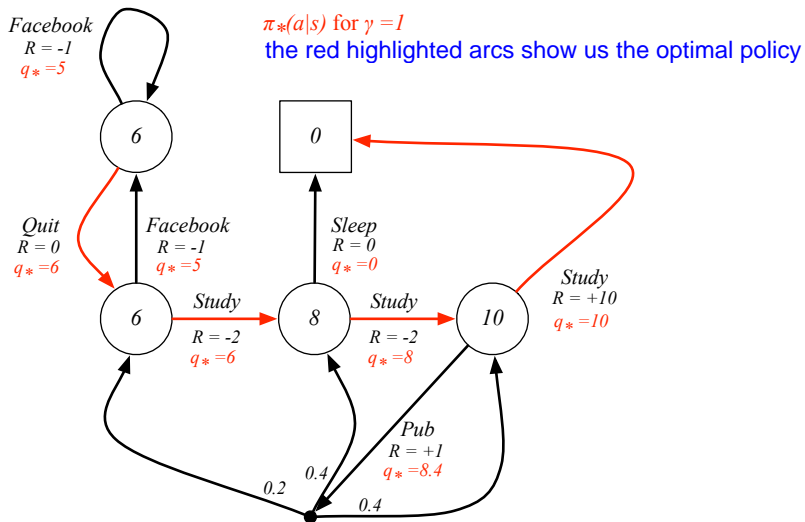 Facebook
R = -1
q* =5
π*(a|s) for γ =1
the red highlighted arcs show us the optimal policy
6
0
Quit
R = 0
q* =6
Facebook
R = -1
q* =5
Sleep
R = 0
q* =0
Study
R = +10
q* =10
6
Study
R = -2
q* =6
8
Study
R = -2
q* =8
10
Pub
R = +1
q* =8.4
0.2
0.4
0.4